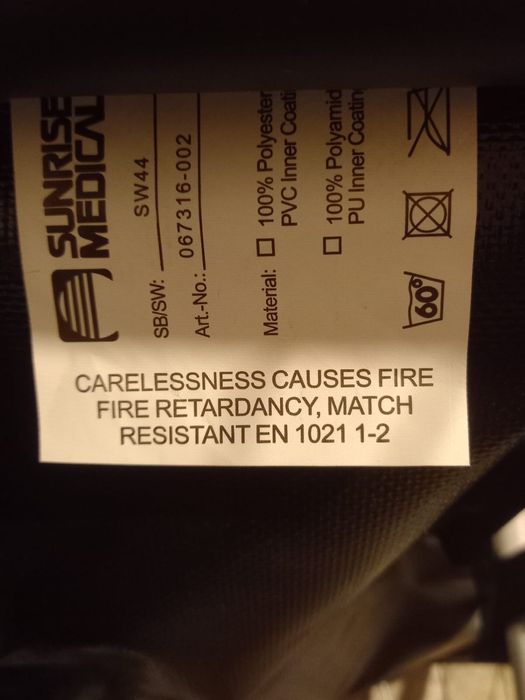 SUNRISE
MEDICAL
SB/SW: SW44
Art.-No.: 067316-002
Material: 100% Polyester
PVC Inner Coati
100% Polyamid
PU Inner Coatin
60°
CARELESSNESS CAUSES FIRE
FIRE RETARDANCY, MATCH
RESISTANT EN 1021 1-2